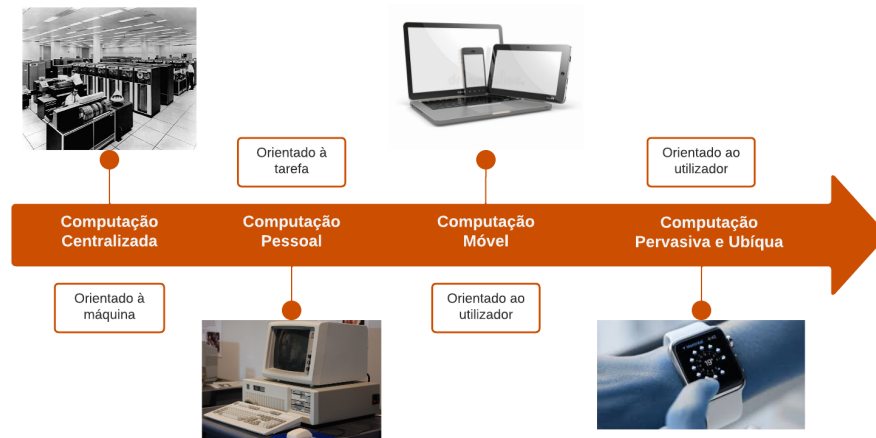 Orientado à
tarefa
Orientado ao
utilizador
Computação
Centralizada
Computação
Pessoal
Computação
Móvel
Computação
Pervasiva e Ubíqua
Orientado à
máquina
Orientado ao
utilizador